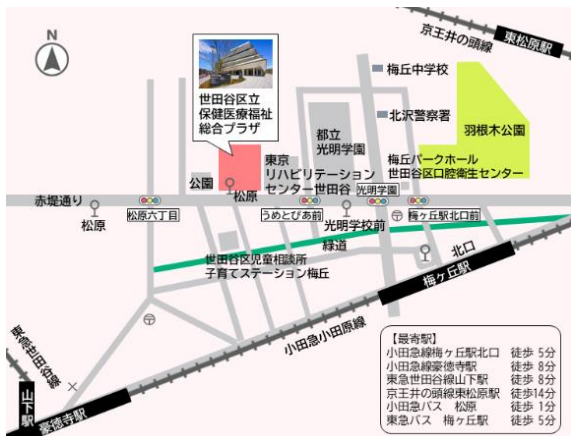 N
京王井の頭線
東松原駅
梅丘中学校
世田谷区立
保健医療福祉
総合プラザ
北沢警察署
都立
光明学園
羽根木公園
東京
リハビリテーション
センター世田谷
梅丘パークホール
世田谷区口腔衛生センター
公園
松原
赤堤通り
松原
松原六丁目
うめとぴあ前
光明学園
光明学校前
梅ヶ丘駅北口前
緑道
世田谷区児童相談所
子育てステーション梅丘
北口
梅ヶ丘駅
小田急小田原線
東急世田谷線
山下駅
豪徳寺駅
【最寄駅】
小田急線梅ヶ丘駅北口 徒歩 5分
小田急線豪徳寺駅 徒歩 8分
東急世田谷線山下駅 徒歩 8分
京王井の頭線東松原駅 徒歩14分
小田急バス 松原 徒歩 1分
東急バス 梅ヶ丘駅 徒歩 5分